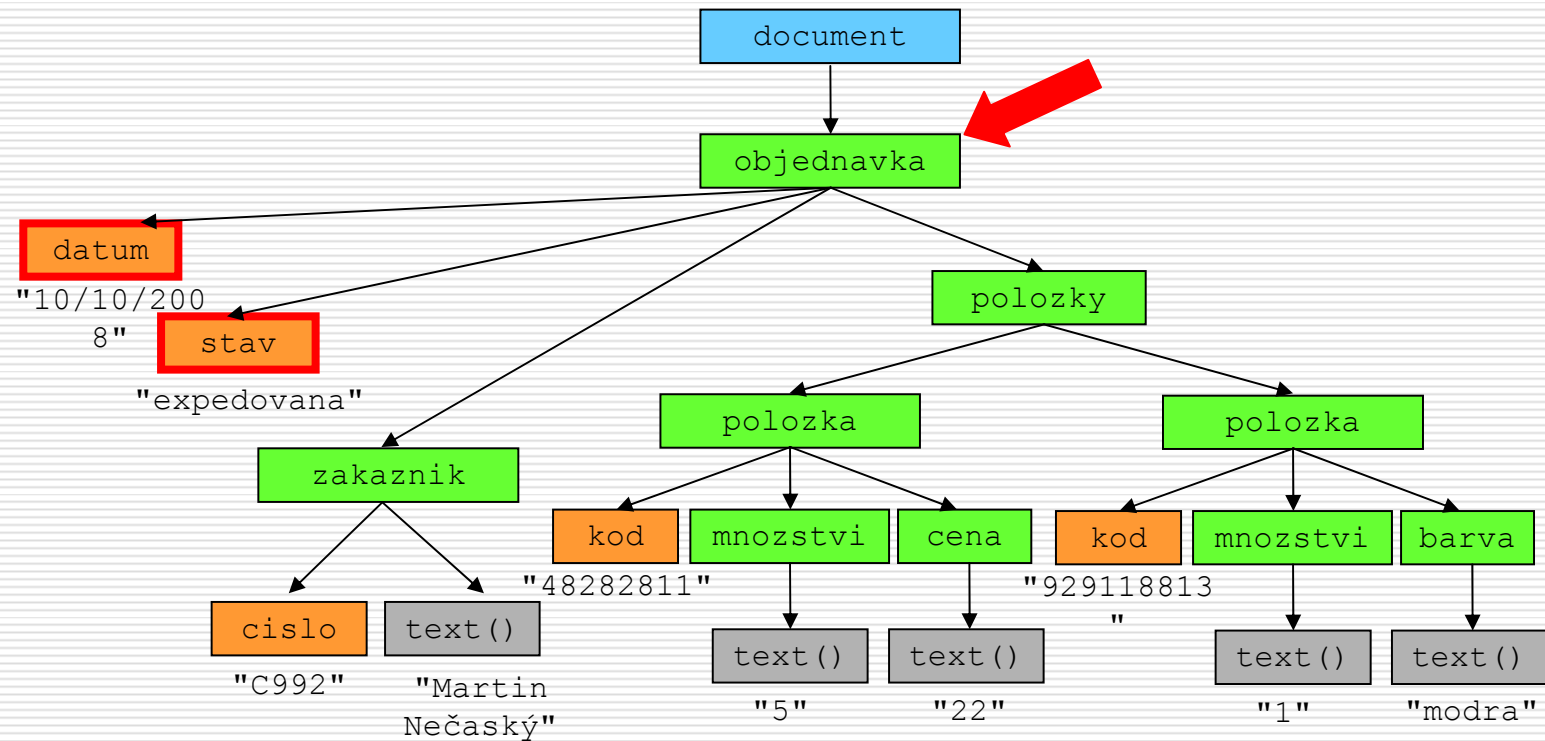 document
objednavka
datum
"10/10/200
8"
stav
"expedovana"
polozky
polozka
polozka
zakaznik
kod
mnozstvi
cena
kod
mnozstvi
barva
"48282811"
"929118813
"
cislo
text()
text()
text()
text()
text()
"C992"
"Martin
Nečaský"
"5"
"22"
"1"
"modra"